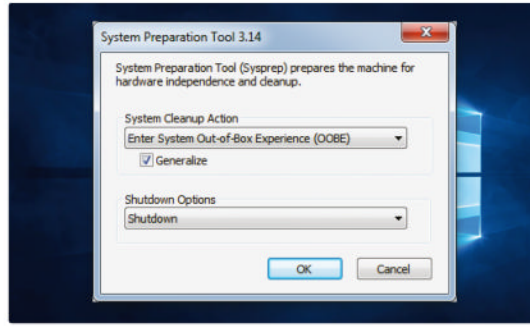 System Preparation Tool 3.14
System Preparation Tool (Sysprep) prepares the machine for
hardware independence and cleanup.
System Cleanup Action
Enter System Out-of-Box Experience (OOBE)
Generalize
Shutdown Options
Shutdown
OK
Cancel